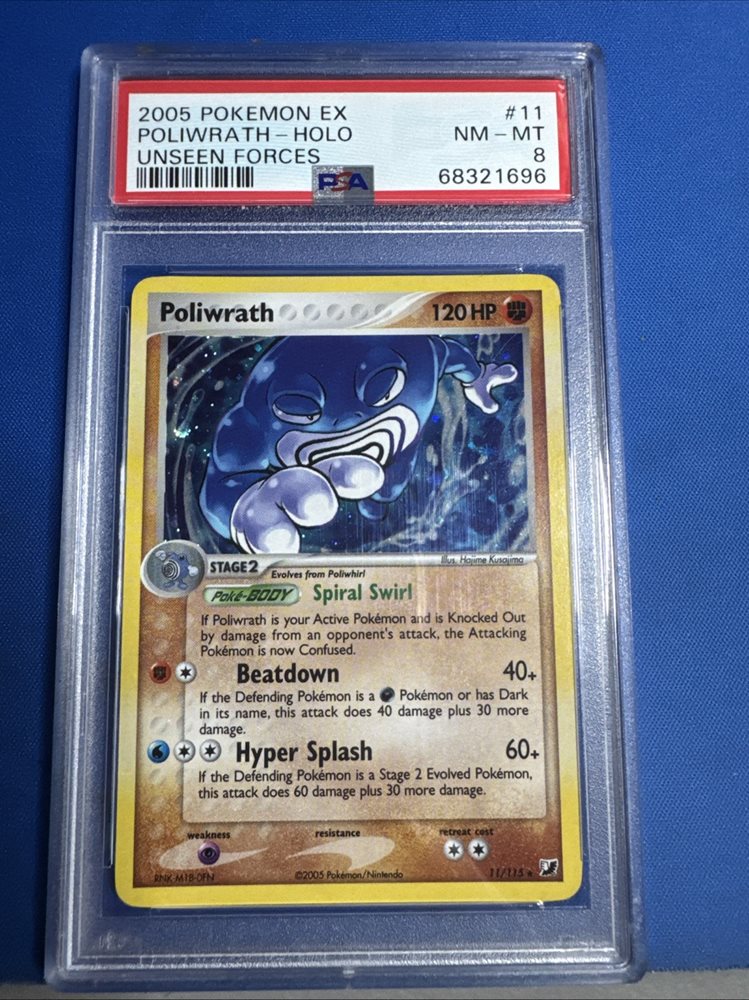 2005 POKEMON EX #11
POLIWRATH - HOLO NM - MT
UNSEEN FORCES 8
PSA 68321696
Poliwrath 120 HP
Illus. Hajime Kusajima
STAGE 2 Evolves from Poliwhirl
Poké-BODY Spiral Swirl
If Poliwrath is your Active Pokémon and is Knocked Out
by damage from an opponent's attack, the Attacking
Pokémon is now Confused.
Beatdown 40+
If the Defending Pokémon is a Pokémon or has Dark
in its name, this attack does 40 damage plus 30 more
damage.
Hyper Splash 60+
If the Defending Pokémon is a Stage 2 Evolved Pokémon,
this attack does 60 damage plus 30 more damage.
weakness resistance retreat cost
RNK-M1B-0FN ©2005 Pokémon/Nintendo 11/115 ★